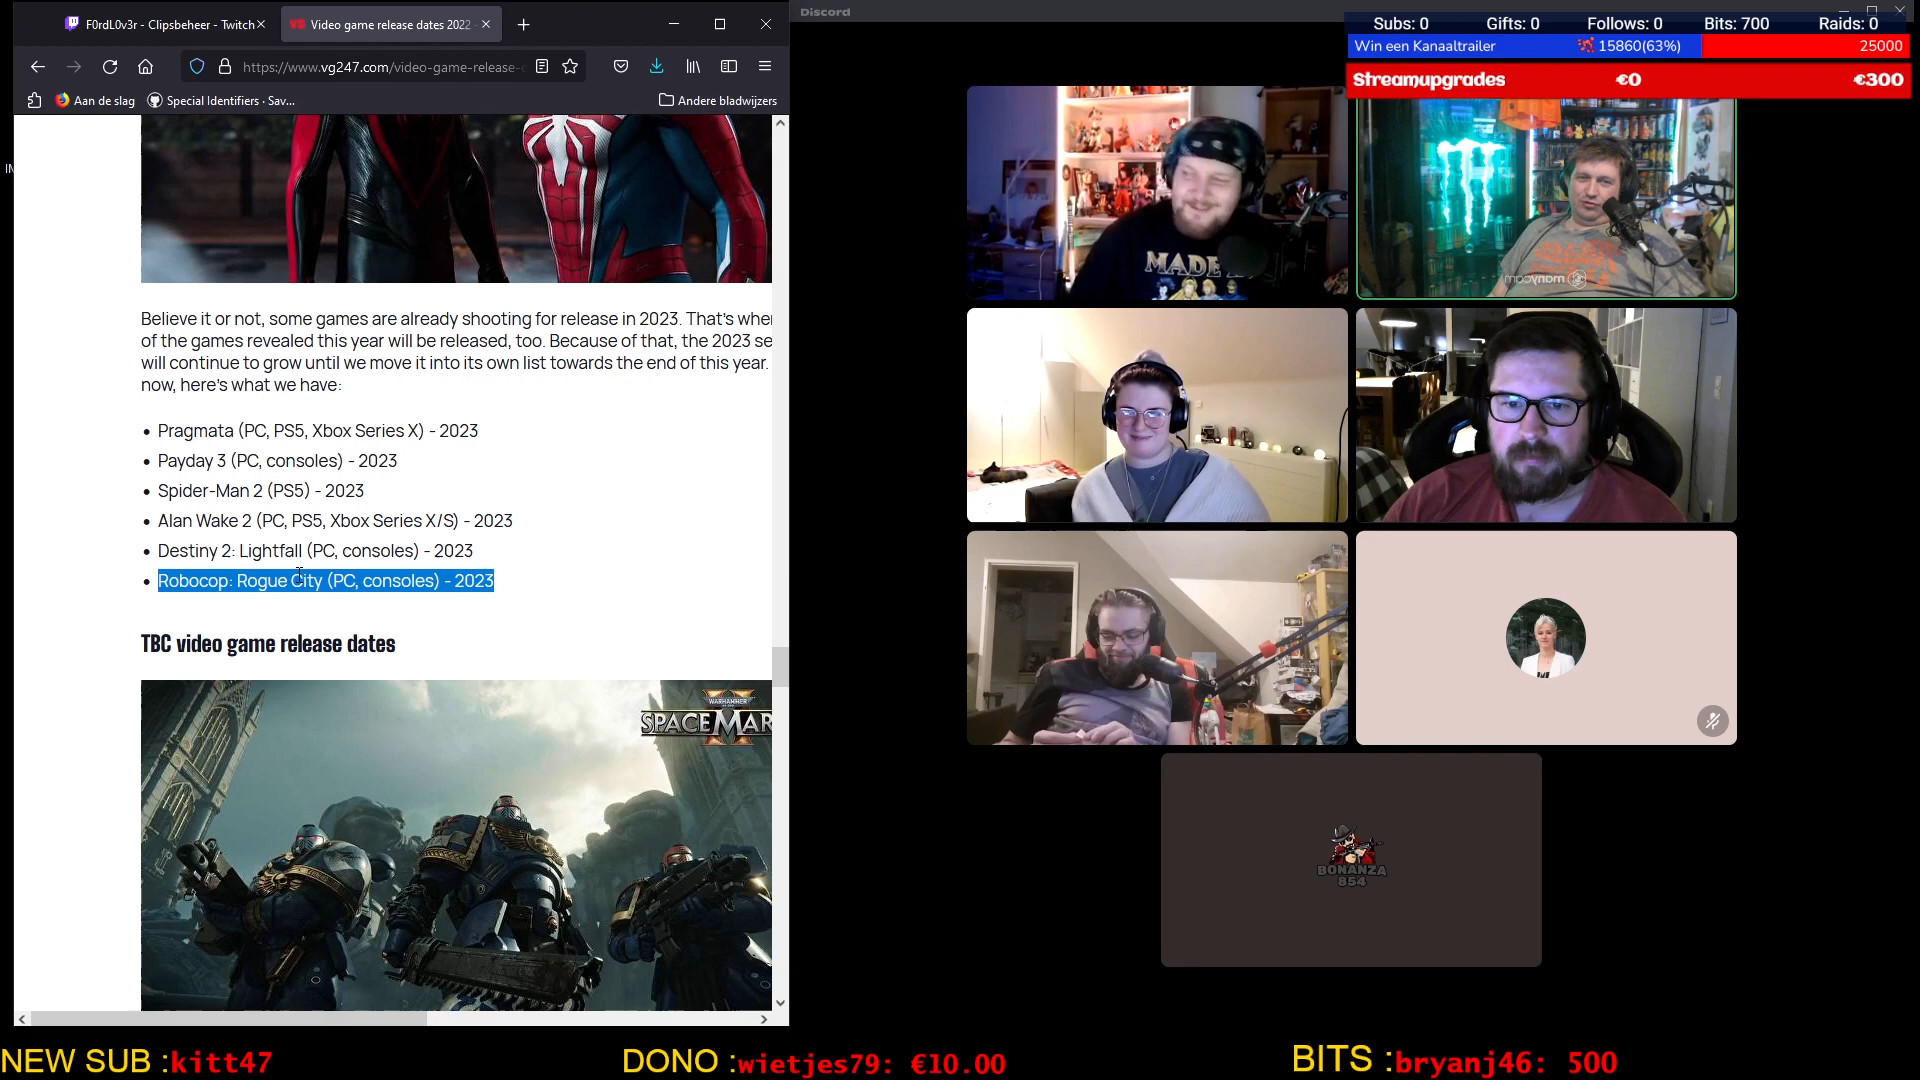 F0rdL0v3r - Clipsbeheer - Twitch
Video game release dates 2022 -
https://www.vg247.com/video-game-release-
Aan de slag
Special Identifiers · Sav...
Andere bladwijzers
Believe it or not, some games are already shooting for release in 2023. That's wher
of the games revealed this year will be released, too. Because of that, the 2023 se
will continue to grow until we move it into its own list towards the end of this year.
now, here's what we have:
• Pragmata (PC, PS5, Xbox Series X) - 2023
• Payday 3 (PC, consoles) - 2023
• Spider-Man 2 (PS5) - 2023
• Alan Wake 2 (PC, PS5, Xbox Series X/S) - 2023
• Destiny 2: Lightfall (PC, consoles) - 2023
• Robocop: Rogue City (PC, consoles) - 2023
TBC video game release dates
WARHAMMER
SPACE MAR
Discord
Subs: 0 Gifts: 0 Follows: 0 Bits: 700 Raids: 0
Win een Kanaaltrailer 15860(63%) 25000
Streamupgrades €0 €300
MADE
manycam
BONANZA
854
NEW SUB :kitt47
DONO :wietjes79: €10.00
BITS :bryanj46: 500